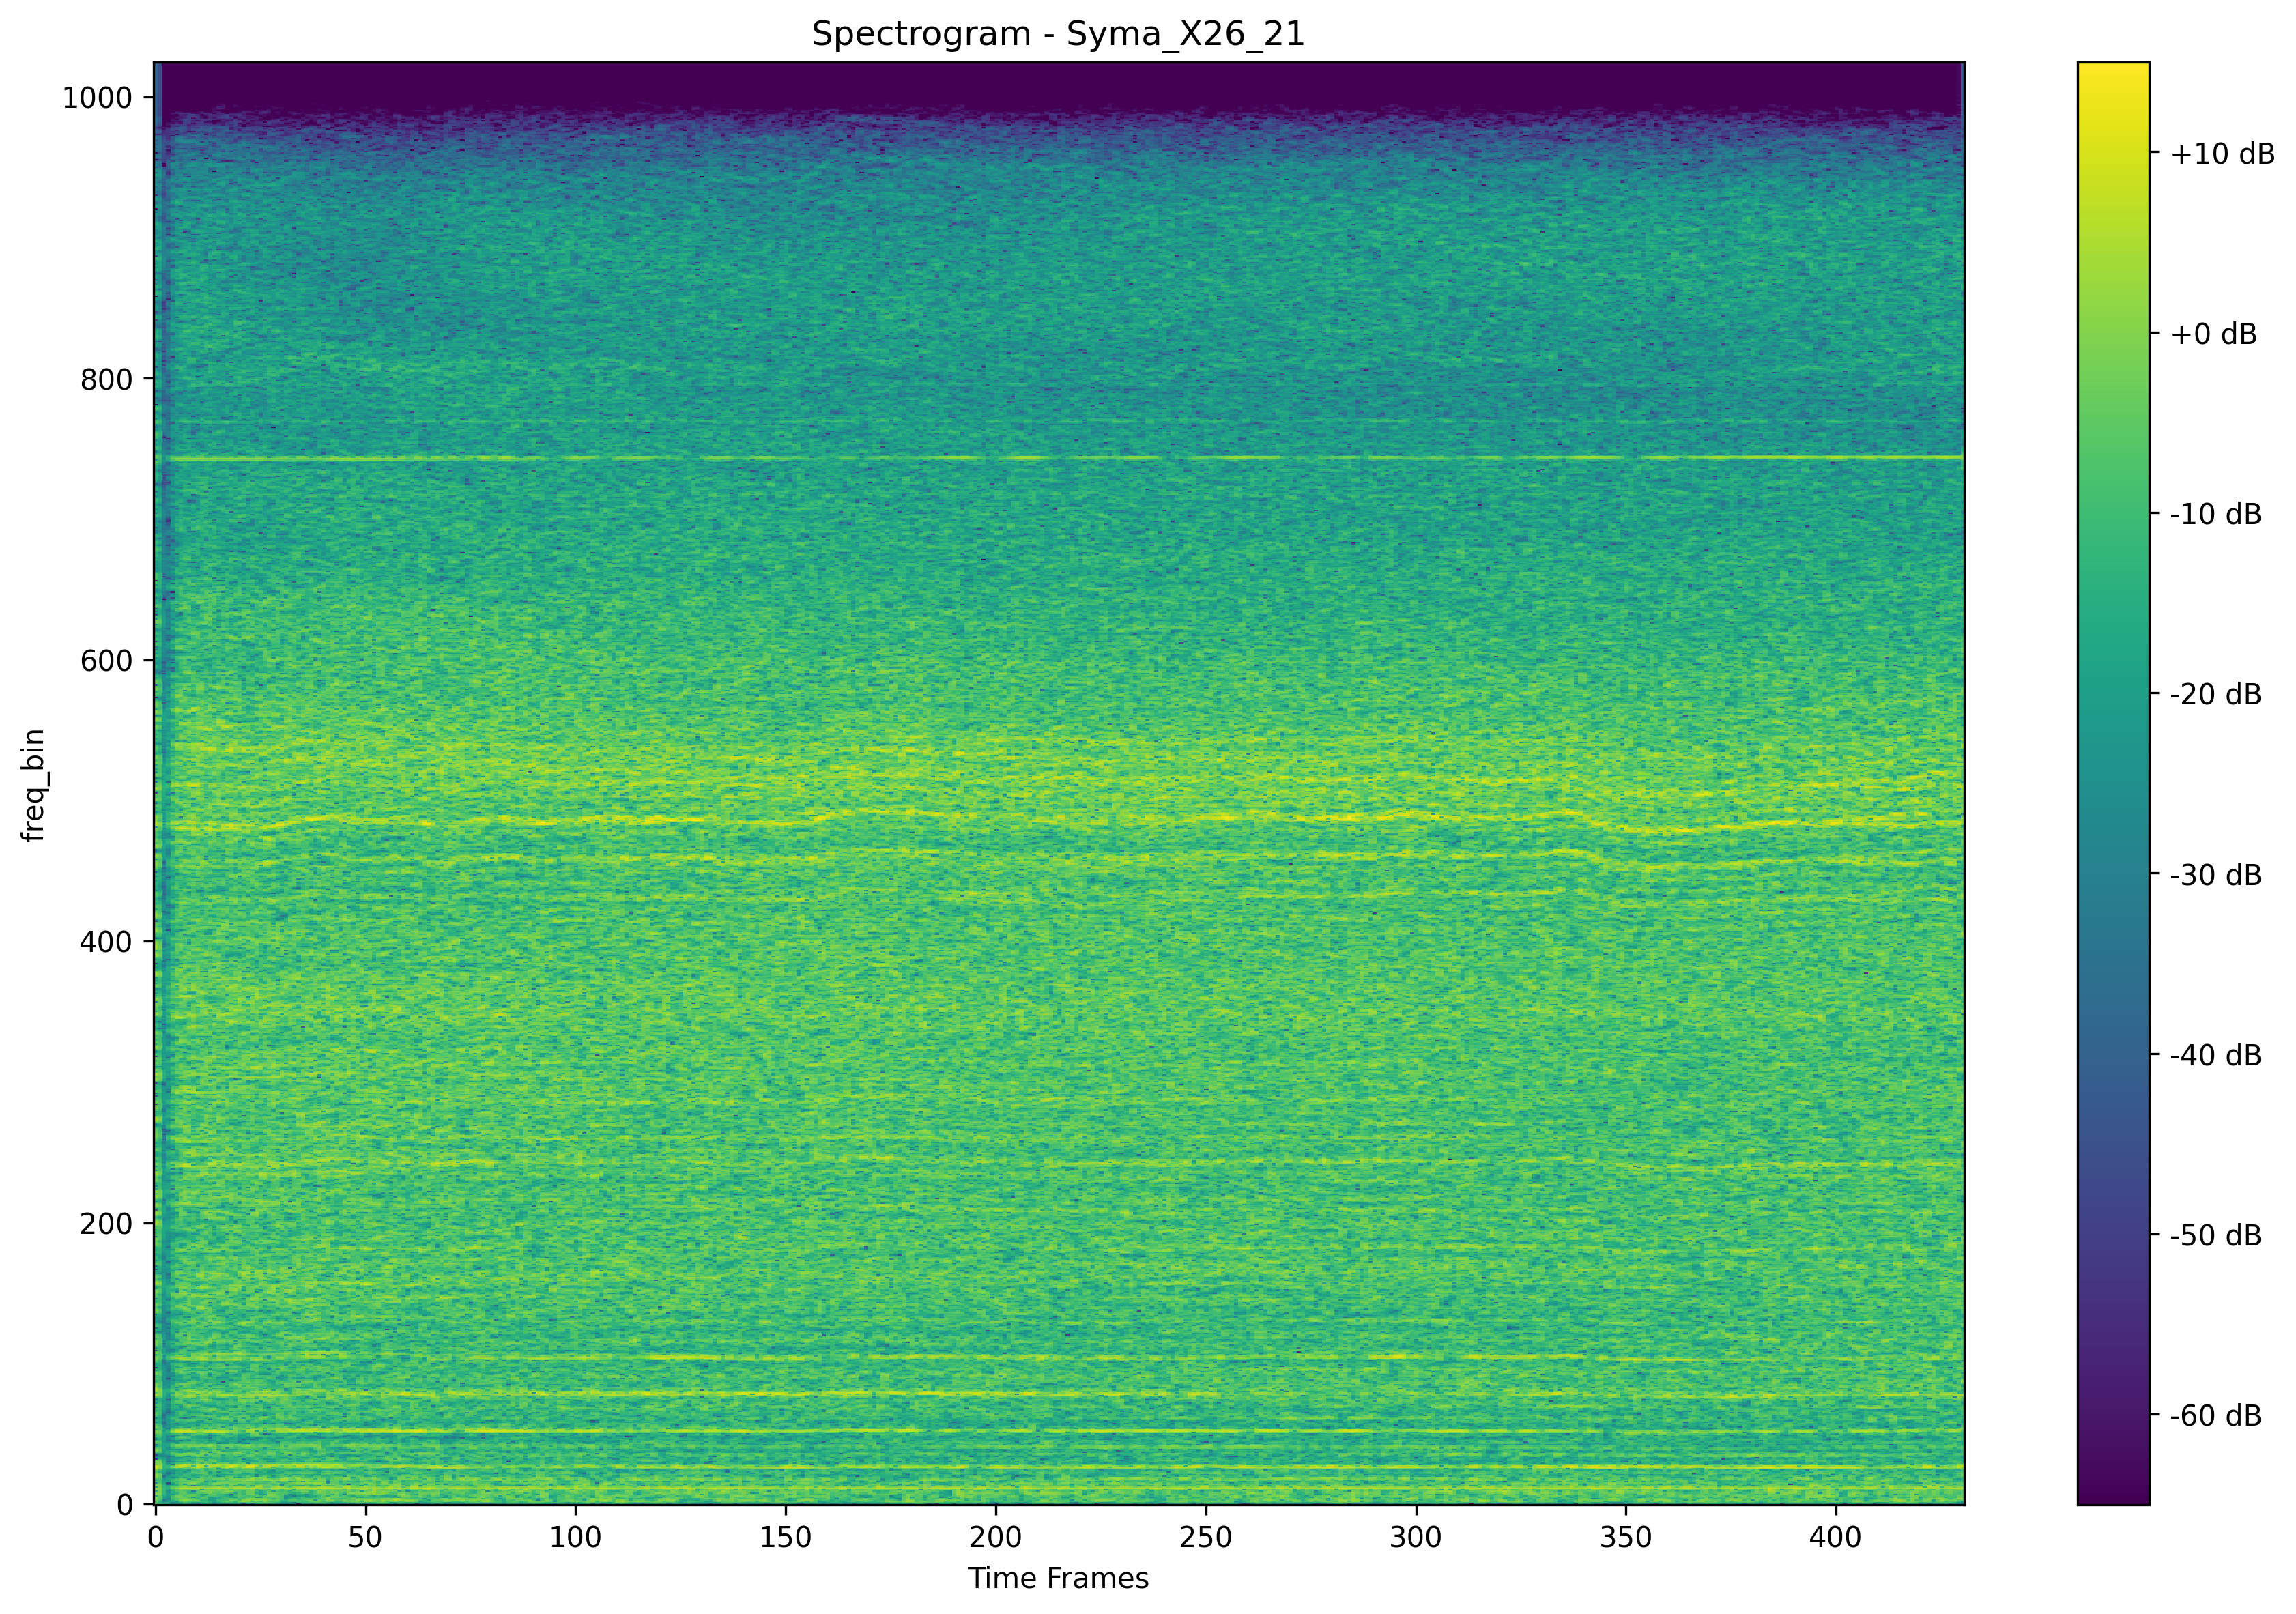 Spectrogram - Syma_X26_21
1000
800
600
400
200
0
freq_bin
0 50 100 150 200 250 300 350 400
Time Frames
+10 dB
+0 dB
-10 dB
-20 dB
-30 dB
-40 dB
-50 dB
-60 dB